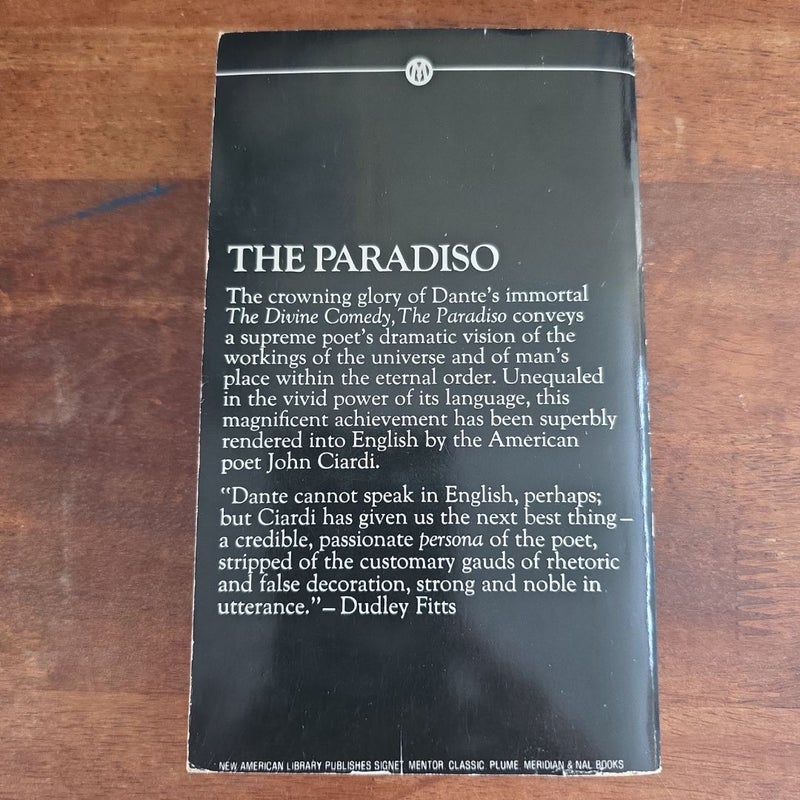 THE PARADISO
The crowning glory of Dante's immortal
The Divine Comedy, The Paradiso conveys
a supreme poet's dramatic vision of the
workings of the universe and of man's
place within the eternal order. Unequaled
in the vivid power of its language, this
magnificent achievement has been superbly
rendered into English by the American
poet John Ciardi.
"Dante cannot speak in English, perhaps;
but Ciardi has given us the next best thing—
a credible, passionate persona of the poet,
stripped of the customary gauds of rhetoric
and false decoration, strong and noble in
utterance."—Dudley Fitts
NEW AMERICAN LIBRARY PUBLISHES SIGNET, MENTOR, CLASSIC, PLUME, MERIDIAN & NAL BOOKS